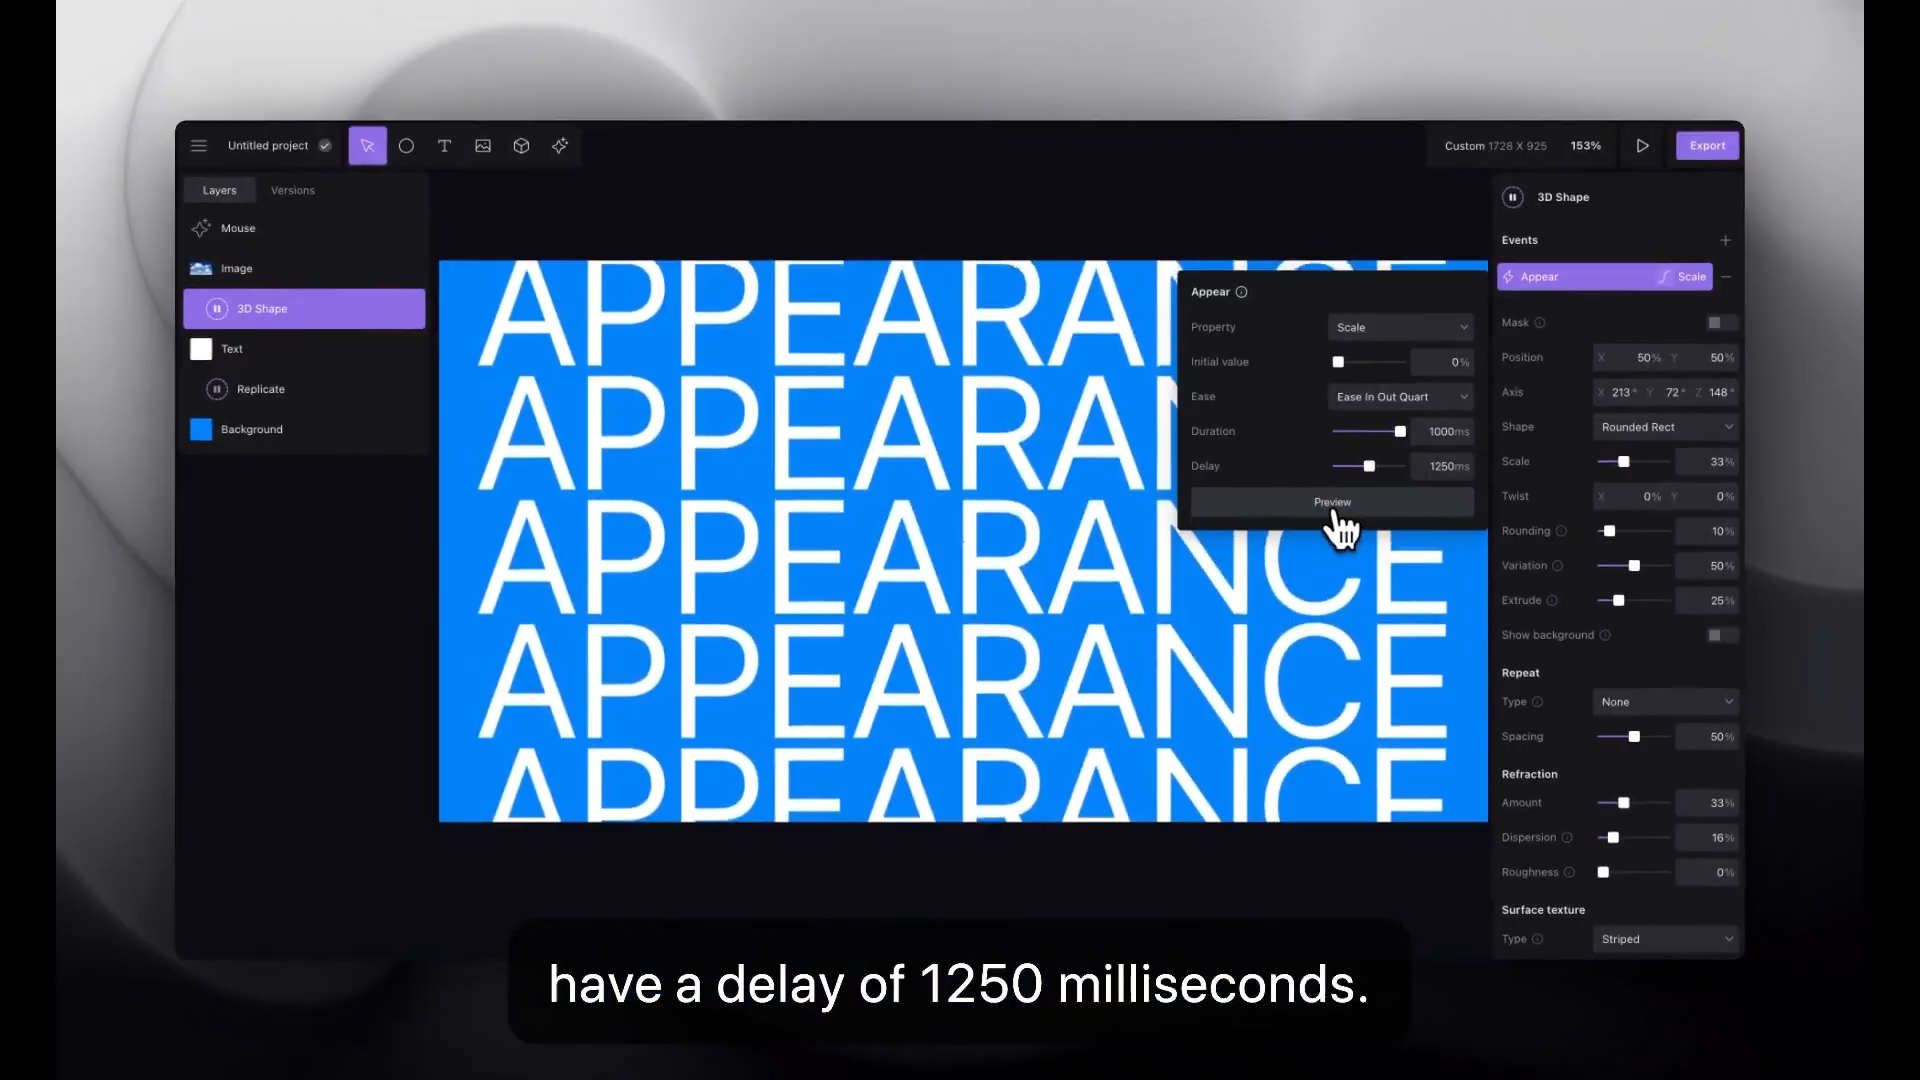 Untitled project
Custom 1728 X 925 153% Export
Layers Versions
Mouse
Image
3D Shape
Text
Replicate
Background
APPEARANCE
APPEARANCE
APPEARANCE
APPEARANCE
APPEARANCE
Appear
Property Scale
Initial value 0%
Ease Ease In Out Quart
Duration 1000ms
Delay 1250ms
Preview
3D Shape
Events
Appear Scale
Mask
Position X 50% Y 50%
Axis X 213° Y 72° Z 148°
Shape Rounded Rect
Scale 33%
Twist X 0% Y 0%
Rounding 10%
Variation 50%
Extrude 25%
Show background
Repeat
Type None
Spacing 50%
Refraction
Amount 33%
Dispersion 16%
Roughness 0%
Surface texture
Type Striped
have a delay of 1250 milliseconds.